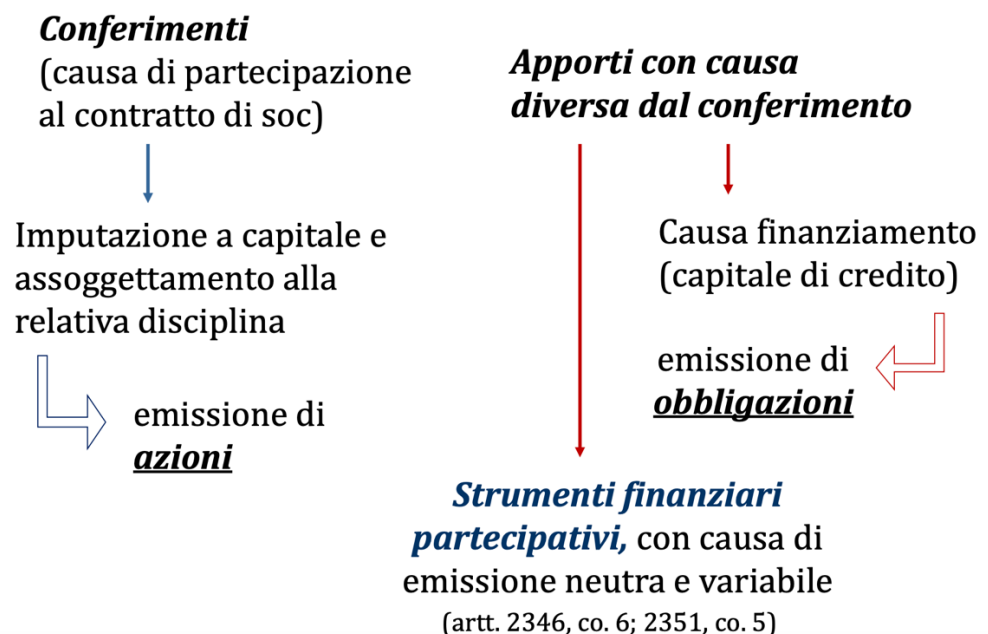 Conferimenti
(causa di partecipazione
al contratto di soc)
Imputazione a capitale e
assoggettamento alla
relativa disciplina
emissione di
azioni
Apporti con causa
diversa dal conferimento
Causa finanziamento
(capitale di credito)
emissione di
obbligazioni
Strumenti finanziari
partecipativi, con causa di
emissione neutra e variabile
(artt. 2346, co. 6; 2351, co. 5)